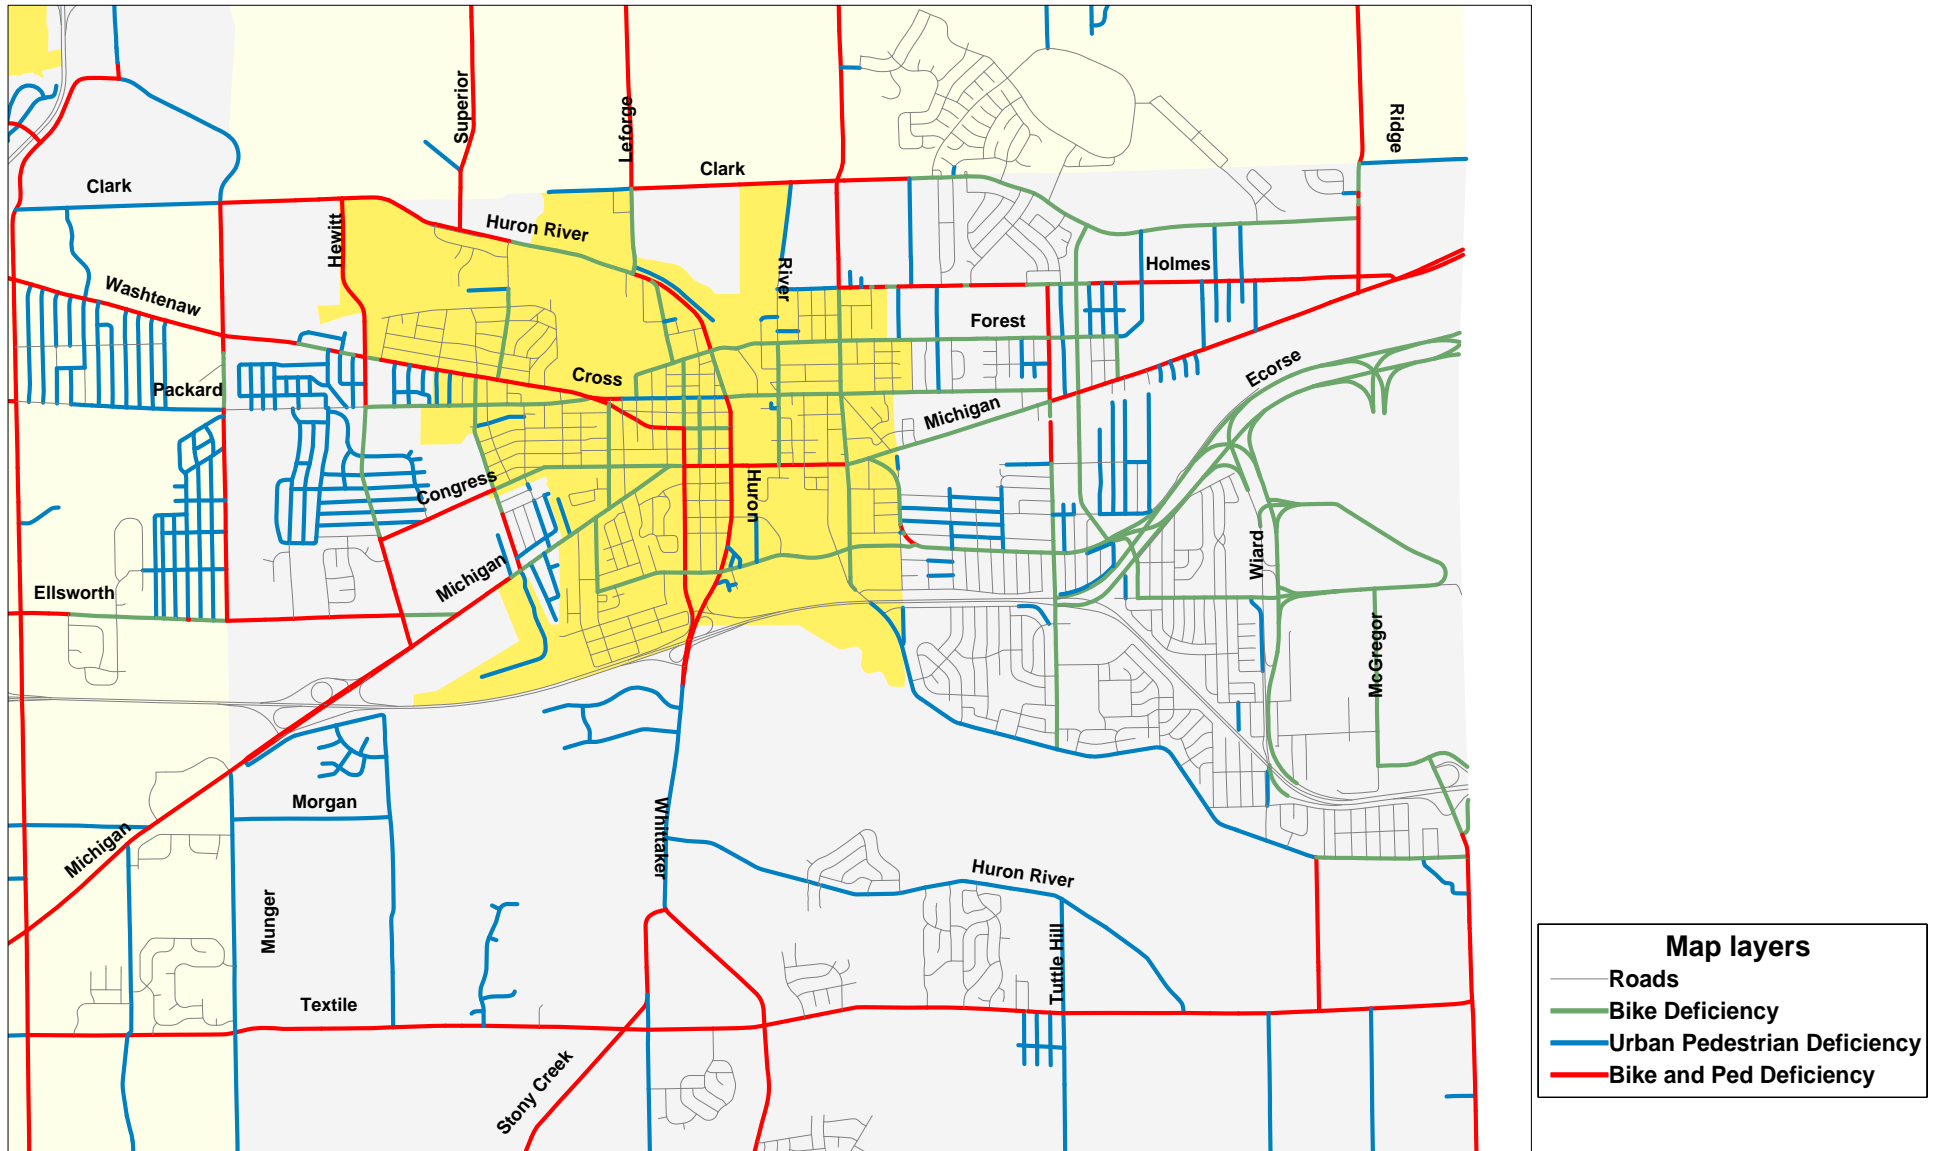 Superior
Leforge
Ridge
Clark
Clark
Hewitt
Huron River
River
Holmes
Washtenaw
Forest
Ecorse
Packard
Cross
Michigan
Congress
Huron
Michigan
Wiard
Ellsworth
McGregor
Morgan
Whittaker
Michigan
Huron River
Munger
Tuttle Hill
Textile
Stony Creek
Map layers
Roads
Bike Deficiency
Urban Pedestrian Deficiency
Bike and Ped Deficiency